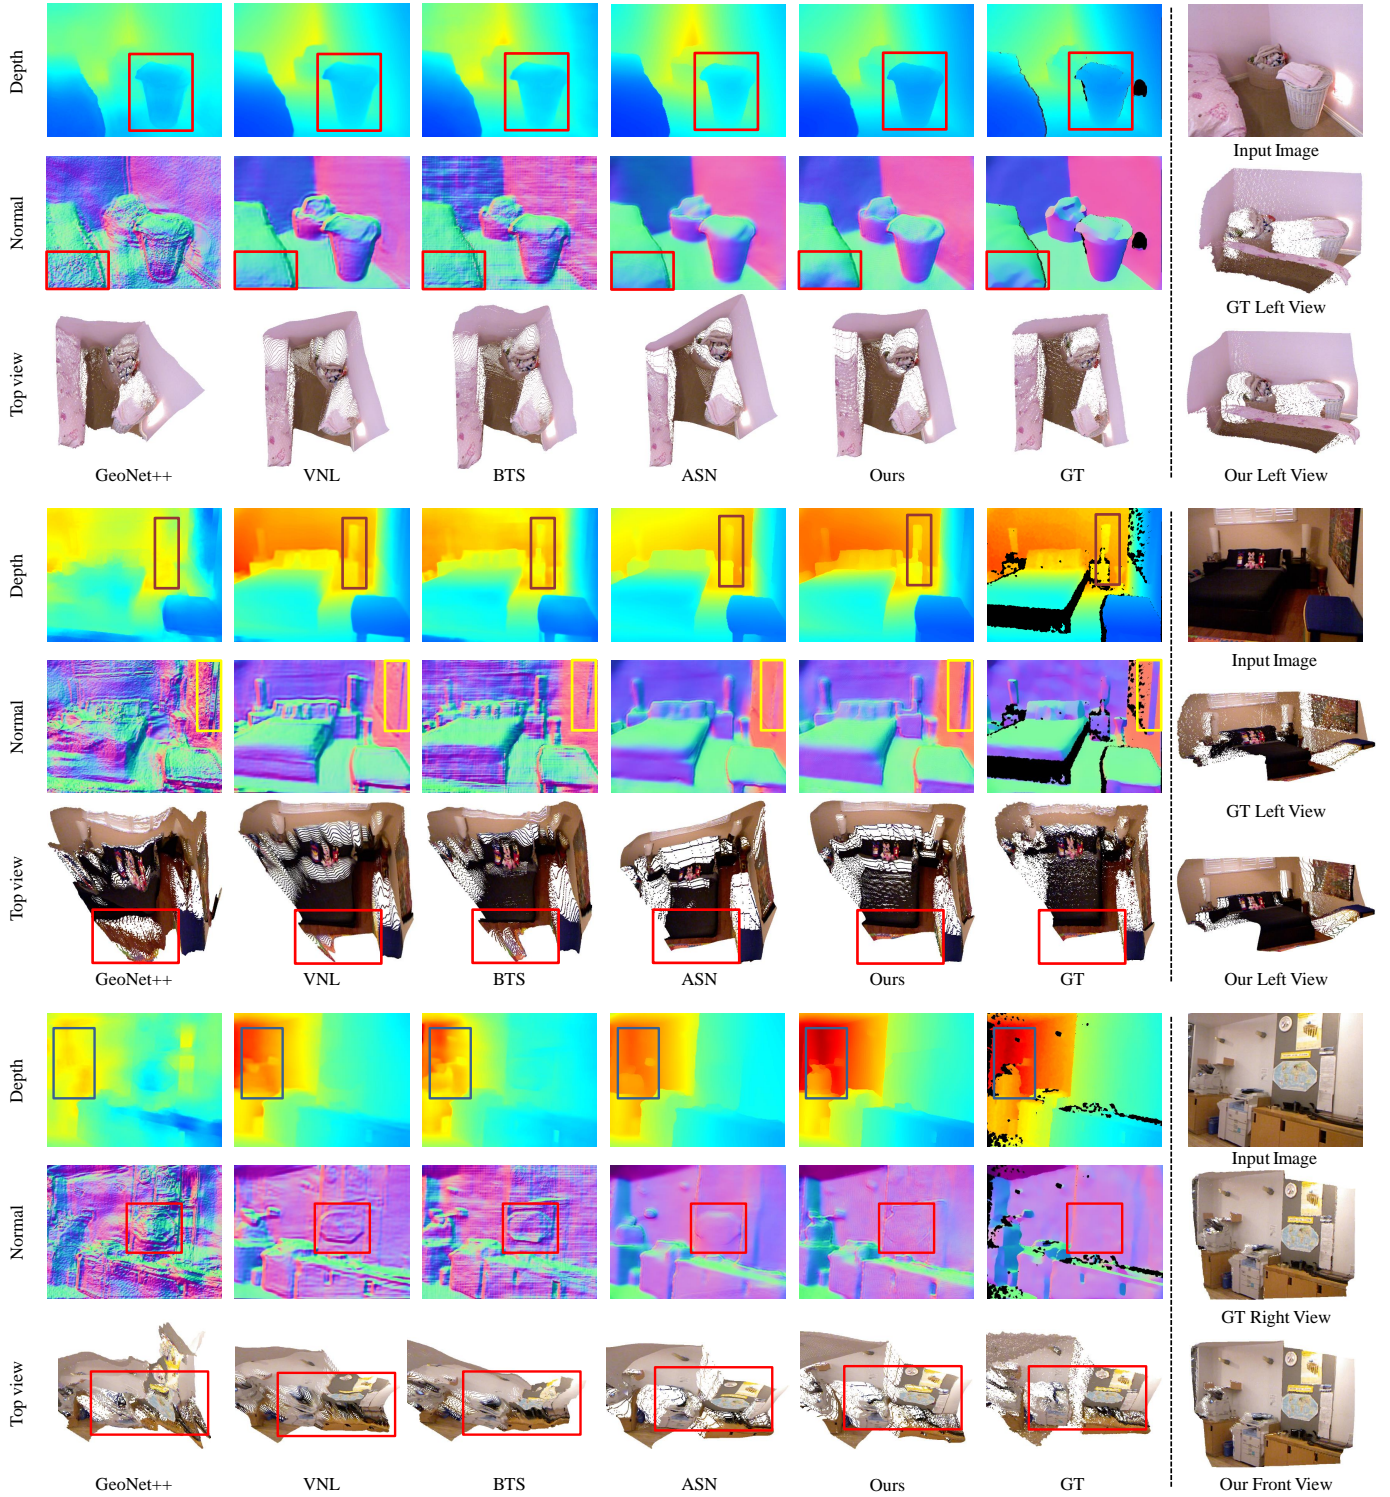 Depth
Input Image
Normal
GT Left View
Top view
GeoNet++ VNL BTS ASN Ours GT Our Left View
Depth
Input Image
Normal
GT Left View
Top view
GeoNet++ VNL BTS ASN Ours GT Our Left View
Depth
Input Image
Normal
GT Right View
Top view
GeoNet++ VNL BTS ASN Ours GT Our Front View